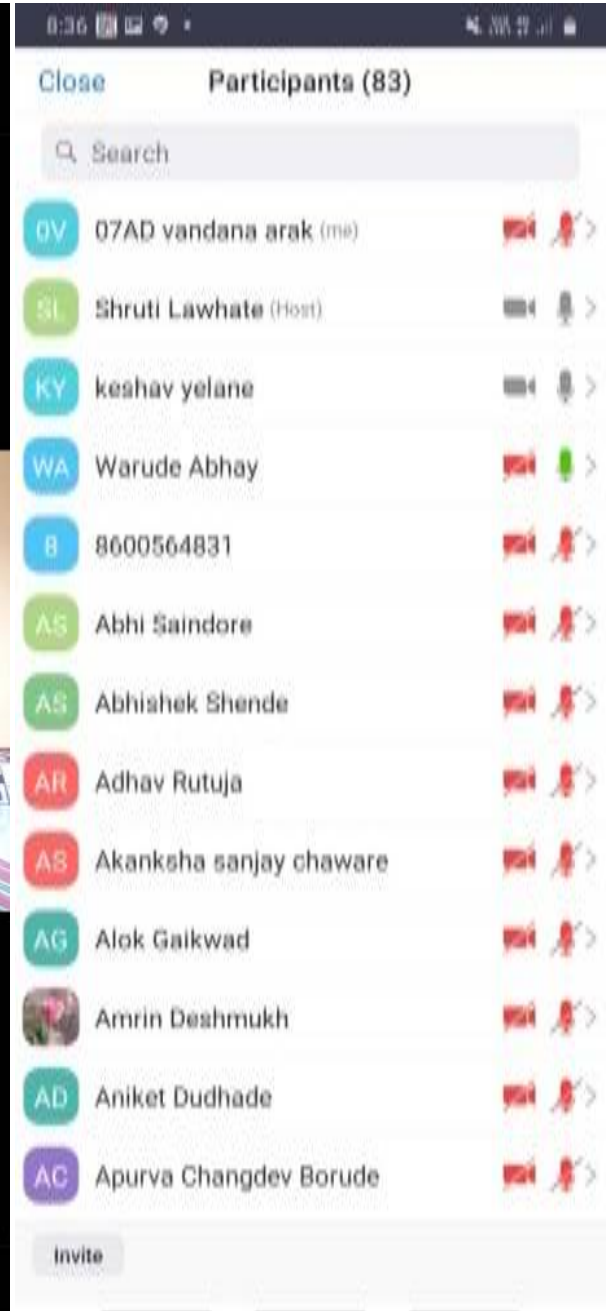 8:36
Close Participants (83)
Search
0V 07AD vandana arak (me)
SL Shruti Lawhate (Host)
KY keshav yelane
WA Warude Abhay
8 8600564831
AS Abhi Saindore
AS Abhishek Shende
AR Adhav Rutuja
AS Akanksha sanjay chaware
AG Alok Gaikwad
Amrin Deshmukh
AD Aniket Dudhade
AC Apurva Changdev Borude
Invite